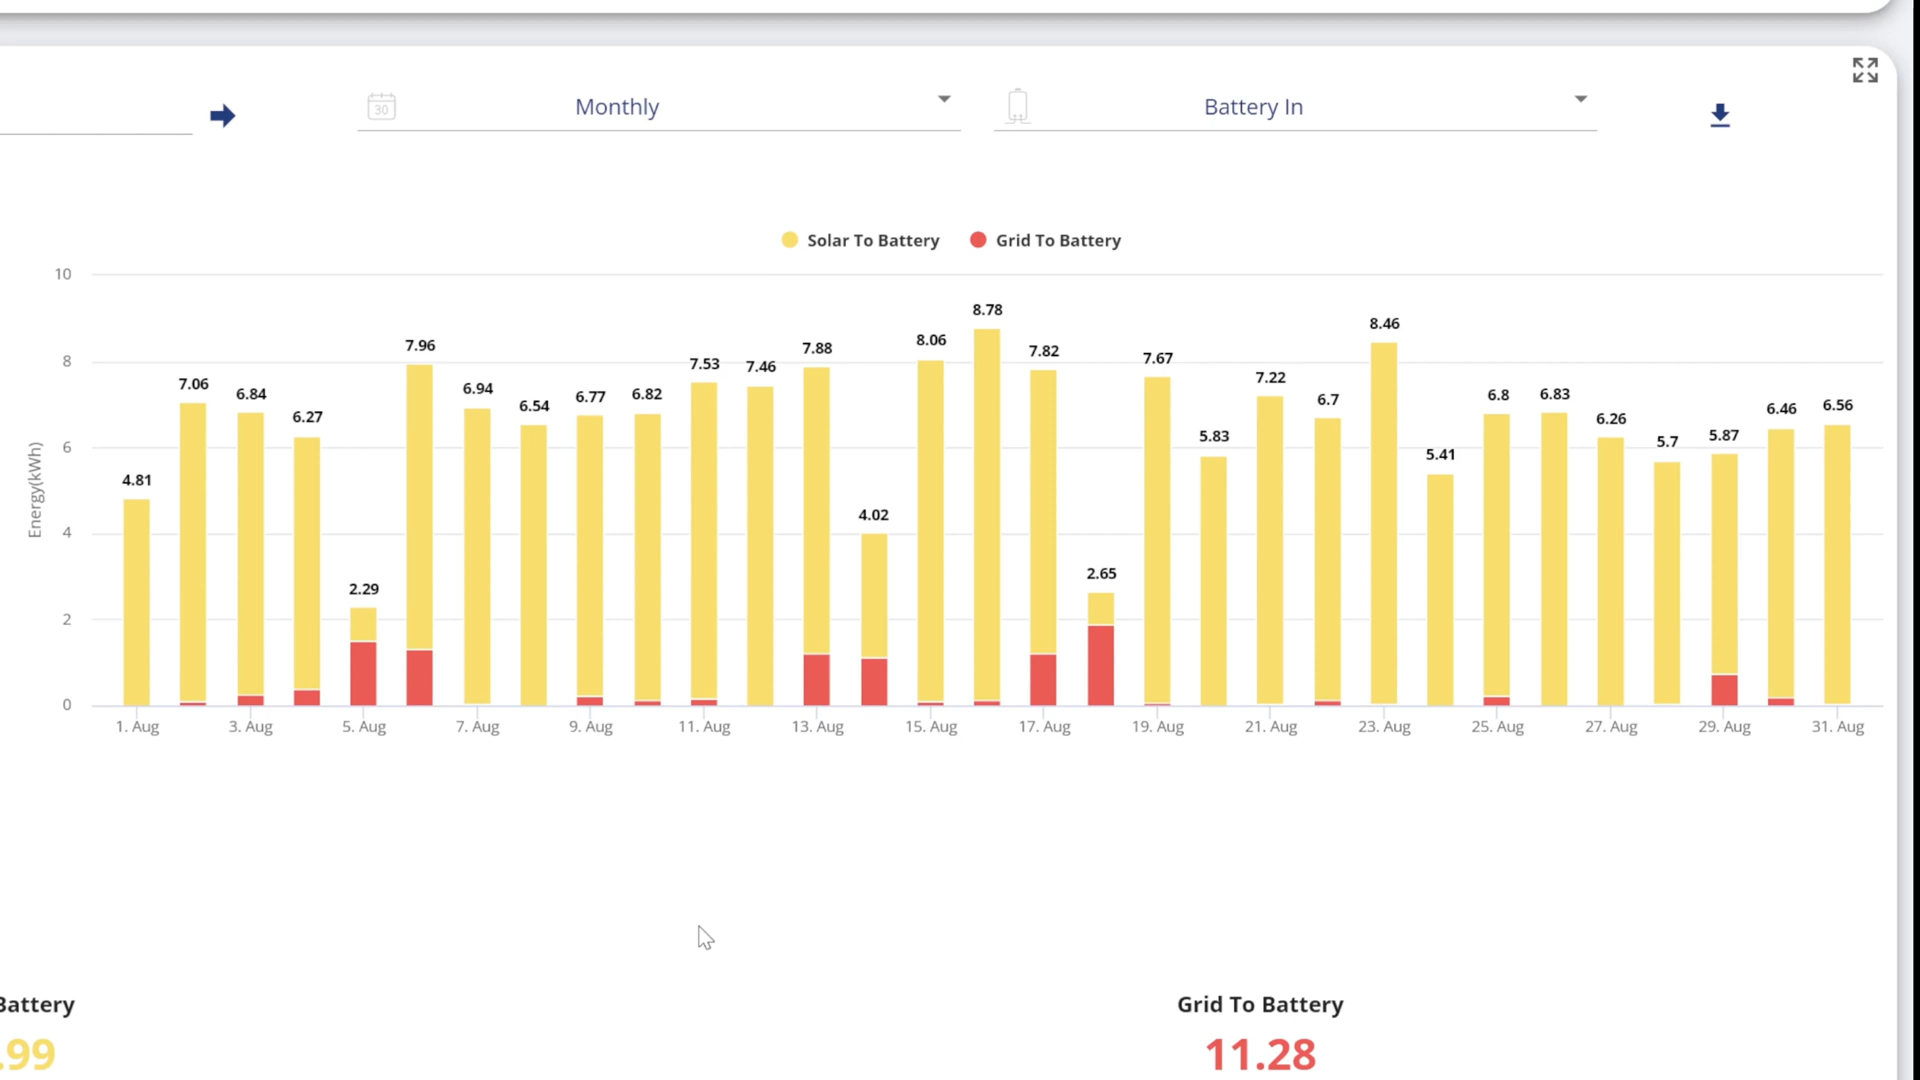 30
Monthly
Battery In
Solar To Battery
Grid To Battery
10
8
6
4
2
0
Energy(kWh)
4.81
7.06
6.84
6.27
2.29
7.96
6.94
6.54
6.77
6.82
7.53
7.46
7.88
4.02
8.06
8.78
7.82
2.65
7.67
5.83
7.22
6.7
8.46
5.41
6.8
6.83
6.26
5.7
5.87
6.46
6.56
1. Aug
3. Aug
5. Aug
7. Aug
9. Aug
11. Aug
13. Aug
15. Aug
17. Aug
19. Aug
21. Aug
23. Aug
25. Aug
27. Aug
29. Aug
31. Aug
Battery
.99
Grid To Battery
11.28